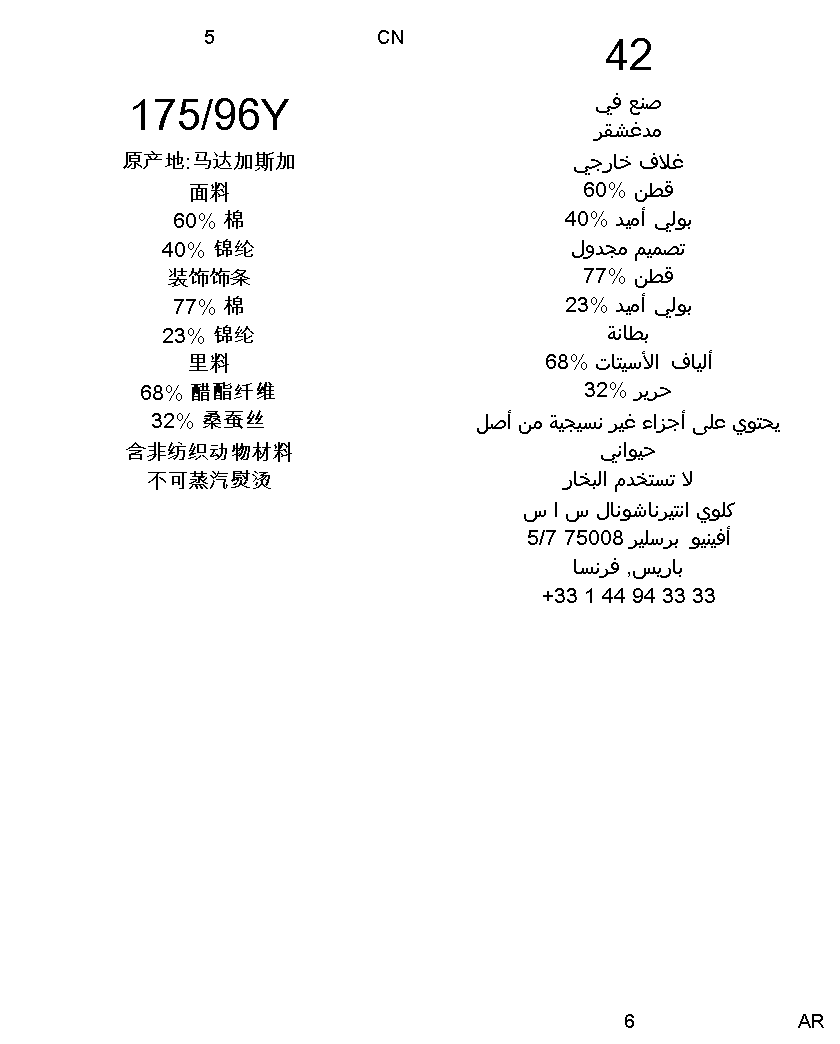 5
CN
175/96Y
原产地:马达加斯加
面料
60% 棉
40% 锦纶
装饰饰条
77% 棉
23% 锦纶
里料
68% 醋酯纤维
32% 桑蚕丝
含非纺织动物材料
不可蒸汽熨烫
42
صنع في
مدغشقر
غلاف خارجي
قطن %60
بولي أميد %40
تصميم مجدول
قطن %77
بولي أميد %23
بطانة
ألياف الأسيتات %68
حرير %32
يحتوي على أجزاء غير نسيجية من أصل
حيواني
لا تستخدم البخار
كلوي انتيرناشونال س ا س
أفينيو برسلير 75008 5/7
باريس, فرنسا
+33 1 44 94 33 33
6
AR